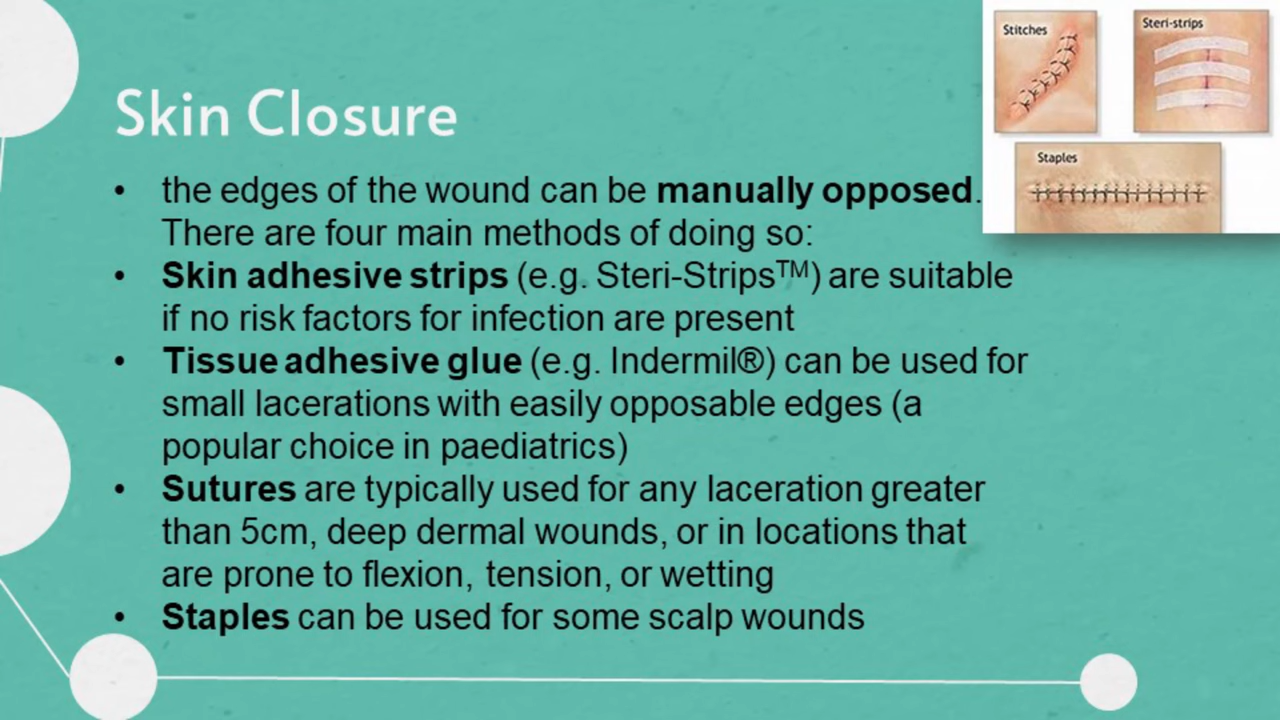 Stitches
Steri-strips
Staples
Skin Closure
• the edges of the wound can be manually opposed.
There are four main methods of doing so:
• Skin adhesive strips (e.g. Steri-Strips™) are suitable
if no risk factors for infection are present
• Tissue adhesive glue (e.g. Indermil®) can be used for
small lacerations with easily opposable edges (a
popular choice in paediatrics)
• Sutures are typically used for any laceration greater
than 5cm, deep dermal wounds, or in locations that
are prone to flexion, tension, or wetting
• Staples can be used for some scalp wounds